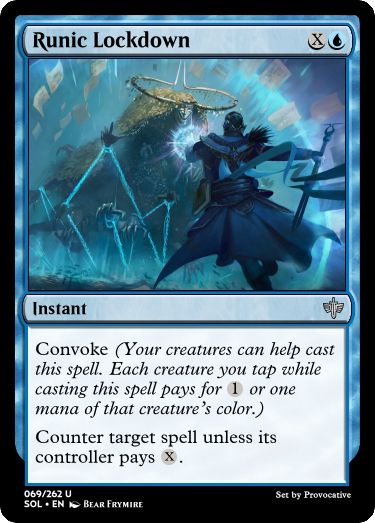 Runic Lockdown X
Instant
Convoke (Your creatures can help cast
this spell. Each creature you tap while
casting this spell pays for 1 or one
mana of that creature's color.)
Counter target spell unless its
controller pays X.
069/262 U
SOL • EN Bear Frymire
Set by Provocative